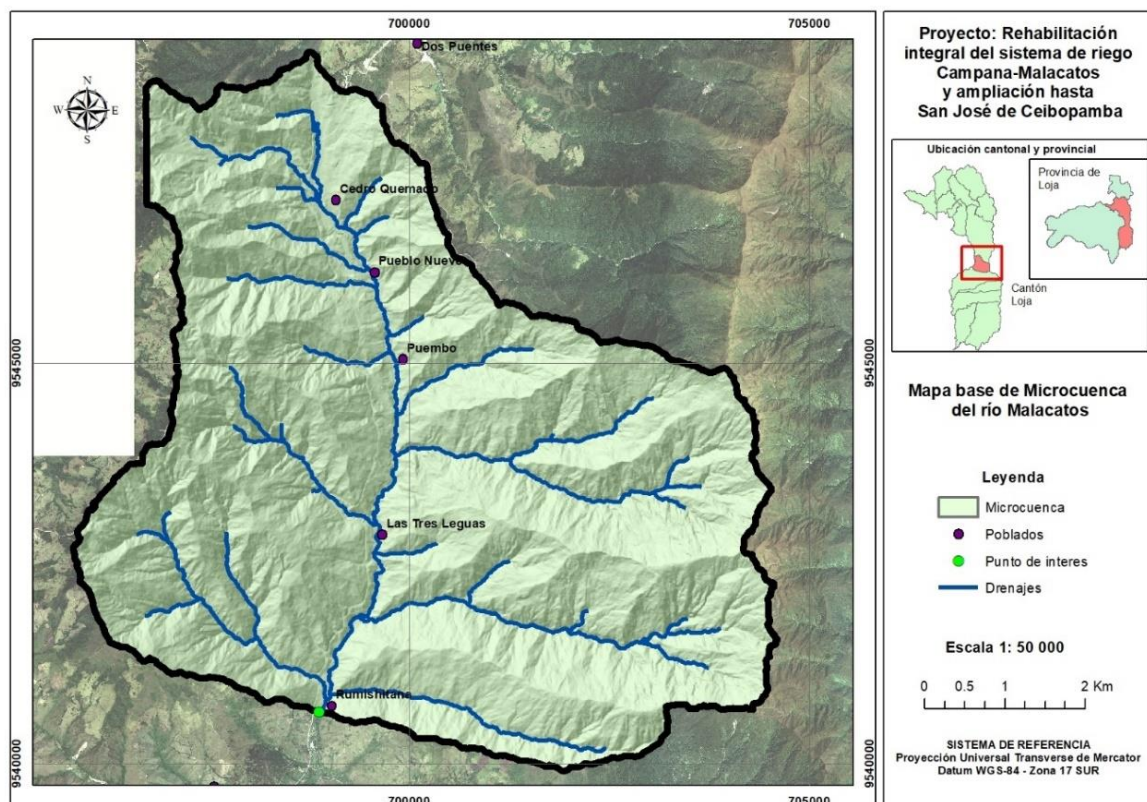 700000
705000
Dos Puentes
N
W
E
S
Cedro Quemado
Pueblo Nuevo
Puembo
9545000
9545000
Las Tres Leguas
Rumishitana
9540000
9540000
700000
705000
Proyecto: Rehabilitación
integral del sistema de riego
Campana-Malacatos
y ampliación hasta
San José de Ceibopamba
Ubicación cantonal y provincial
Provincia de
Loja
Cantón
Loja
Mapa base de Microcuenca
del río Malacatos
Leyenda
Microcuenca
Poblados
Punto de interes
Drenajes
Escala 1: 50 000
0 0.5 1 2 Km
SISTEMA DE REFERENCIA
Proyección Universal Transverse de Mercator
Datum WGS-84 - Zona 17 SUR